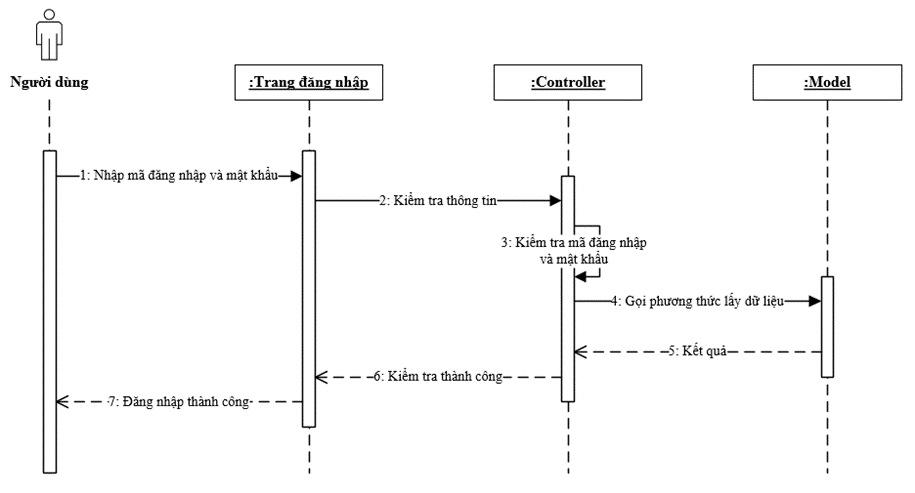 Người dùng
:Trang đăng nhập
:Controller
:Model
1: Nhập mã đăng nhập và mật khẩu
2: Kiểm tra thông tin
3: Kiểm tra mã đăng nhập
và mật khẩu
4: Gọi phương thức lấy dữ liệu
5: Kết quả
6: Kiểm tra thành công
7: Đăng nhập thành công